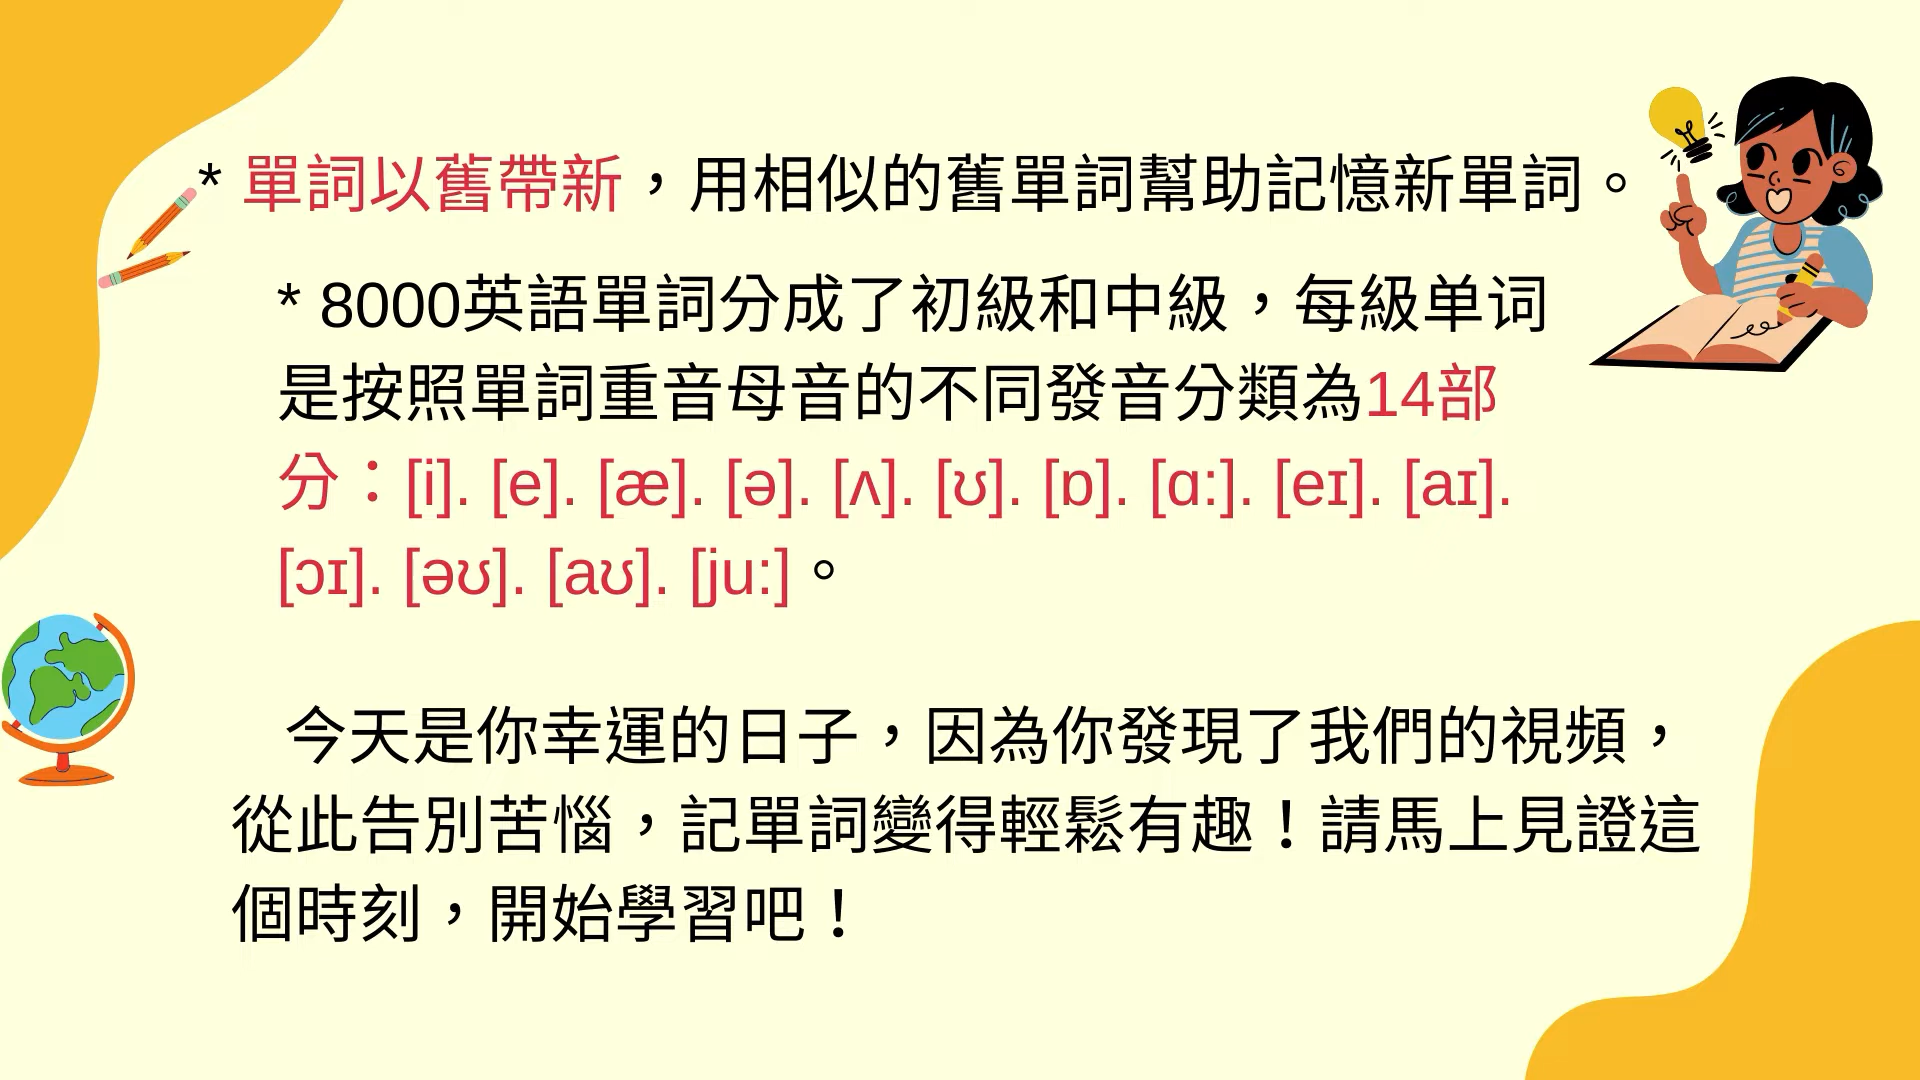 * 單詞以舊帶新，用相似的舊單詞幫助記憶新單詞。
* 8000英語單詞分成了初級和中級，每級单词
是按照單詞重音母音的不同發音分類為14部
分：[i]. [e]. [æ]. [ə]. [ʌ]. [ʊ]. [ɒ]. [ɑ:]. [eɪ]. [aɪ].
[ɔɪ]. [əʊ]. [aʊ]. [ju:]。
今天是你幸運的日子，因為你發現了我們的視頻，
從此告別苦惱，記單詞變得輕鬆有趣！請馬上見證這
個時刻，開始學習吧！